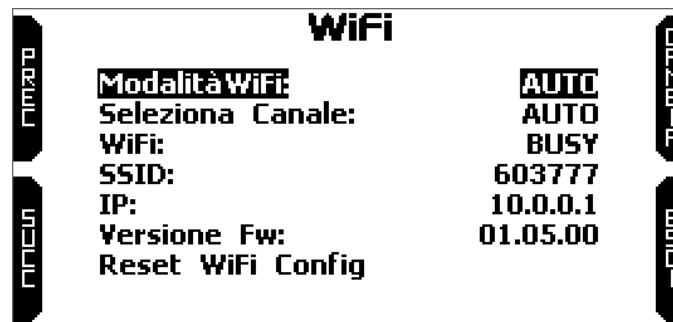 WiFi
PREC
Modalità WiFi: AUTO
Seleziona Canale: AUTO
WiFi: BUSY
SSID: 603777
IP: 10.0.0.1
Versione Fw: 01.05.00
Reset WiFi Config
SUCC